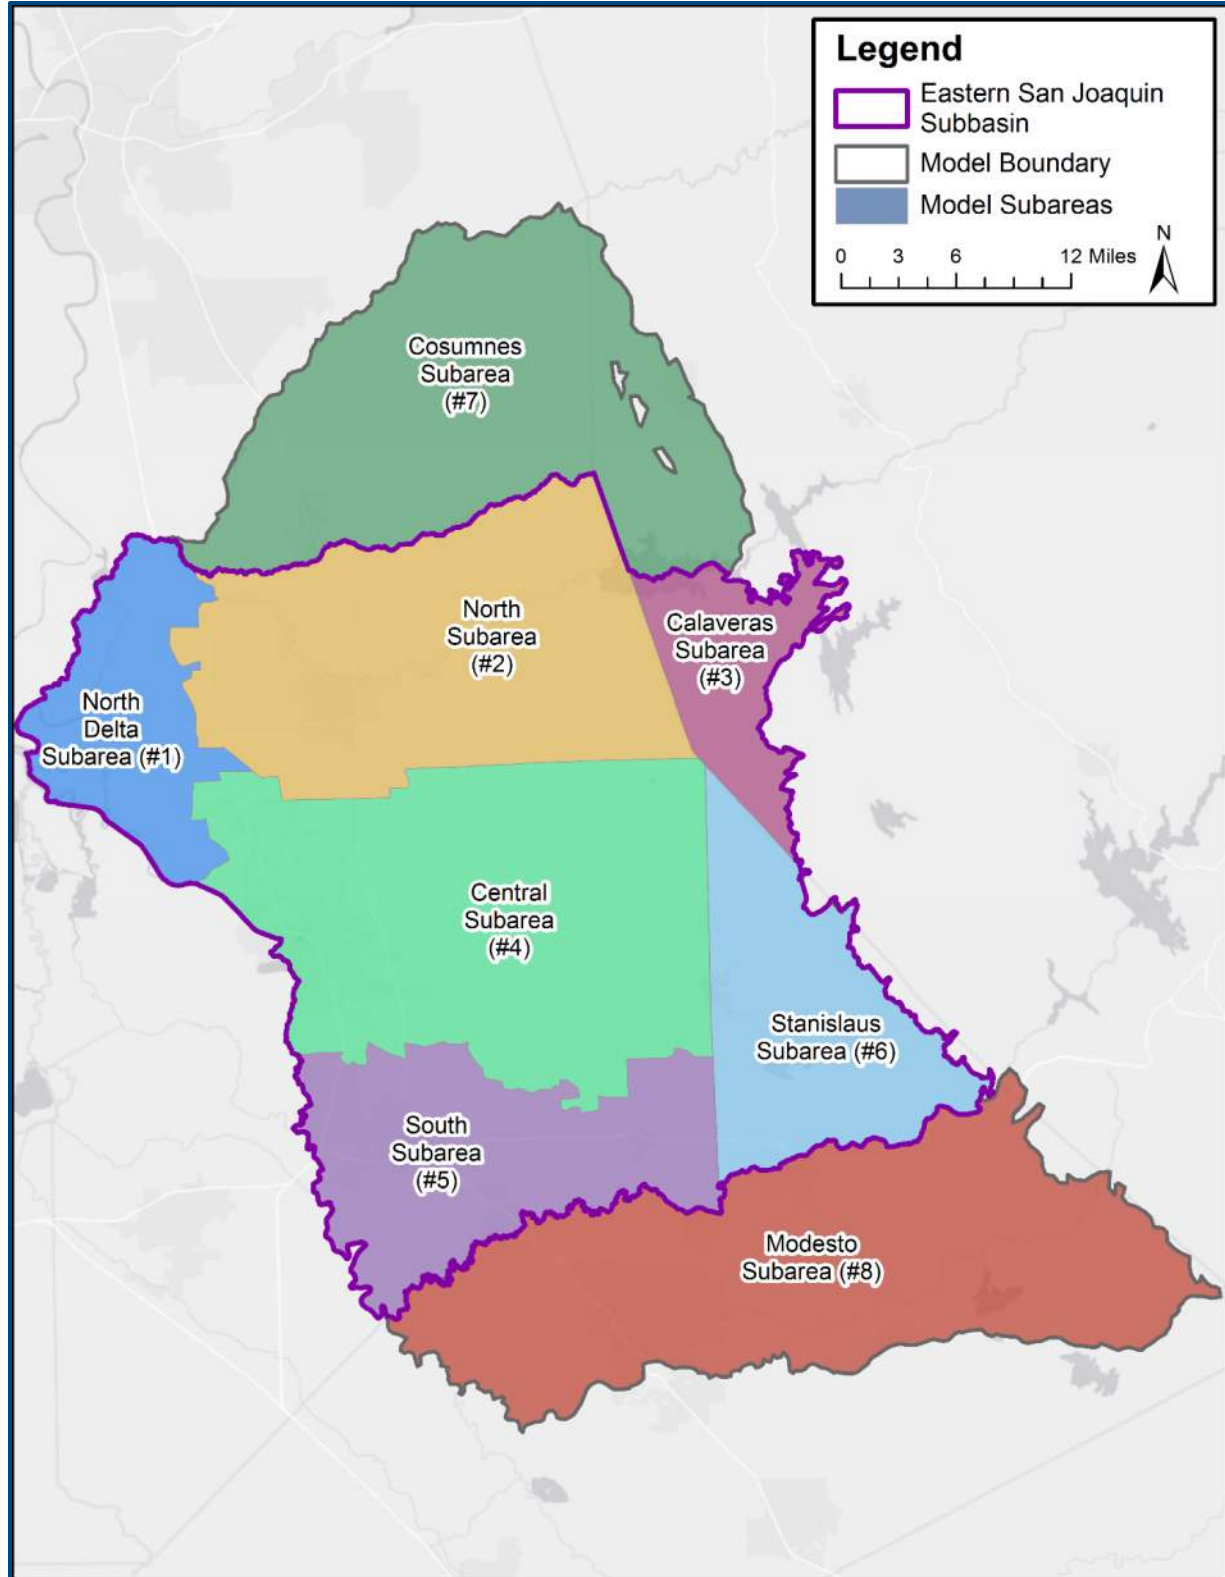 Legend
Eastern San Joaquin
Subbasin
Model Boundary
Model Subareas
N
0 3 6 12 Miles
Cosumnes
Subarea
(#7)
North
Subarea
(#2)
Calaveras
Subarea
(#3)
North
Delta
Subarea (#1)
Central
Subarea
(#4)
Stanislaus
Subarea (#6)
South
Subarea
(#5)
Modesto
Subarea (#8)